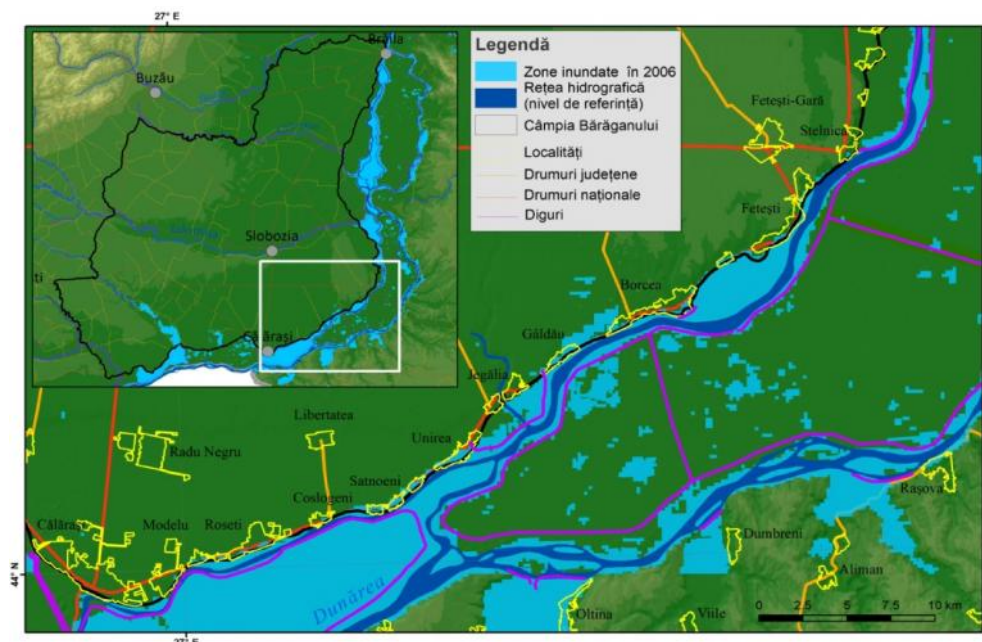 27° E
Brăila
Buzău
Slobozia
Călărași
ti
Legendă
Zone inundate în 2006
Rețea hidrografică
(nivel de referință)
Câmpia Bărăganului
Localități
Drumuri județene
Drumuri naționale
Diguri
Fetești-Gară
Stelnica
Fetești
Borcea
Gâldău
Jegălia
Libertatea
Unirea
Radu Negru
Satnoeni
Coslogeni
Rașova
Călărași
Modelu
Roseti
Dumbreni
44° N
Aliman
Dunărea
Oltina
Viile
0 2.5 5 7.5 10 km
27° E